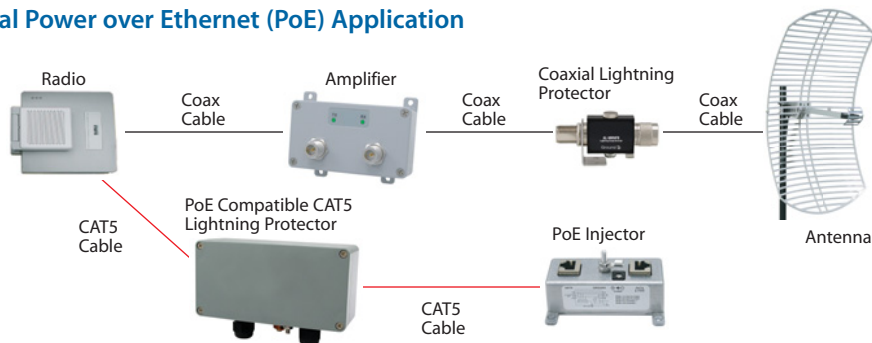 al Power over Ethernet (PoE) Application
Radio
Coax
Cable
Amplifier
Coax
Cable
Coaxial Lightning
Protector
Coax
Cable
Antenna
CAT5
Cable
PoE Compatible CAT5
Lightning Protector
CAT5
Cable
PoE Injector